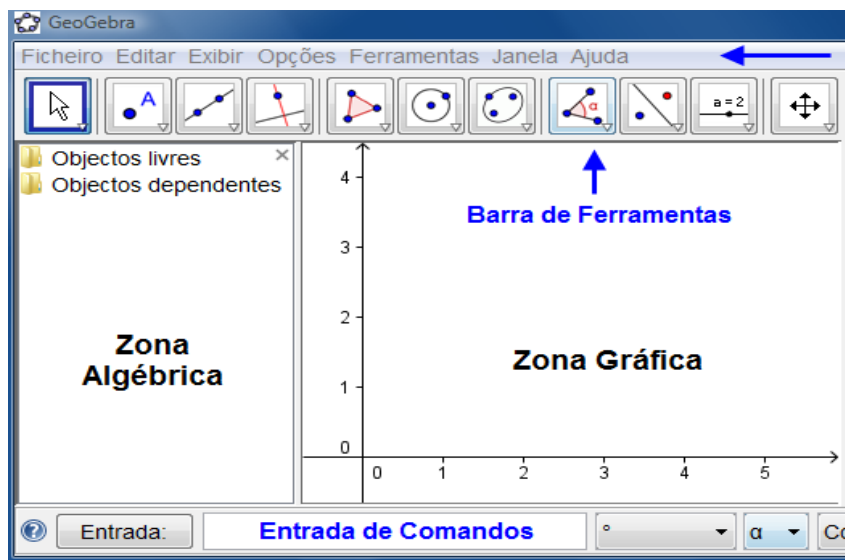 GeoGebra
Ficheiro Editar Exibir Opções Ferramentas Janela Ajuda
A
α
a = 2
Objectos livres
Objectos dependentes
4
Barra de Ferramentas
3
2
Zona
Algébrica
Zona Gráfica
1
0
0 1 2 3 4 5
Entrada:
Entrada de Comandos
°
α
Co